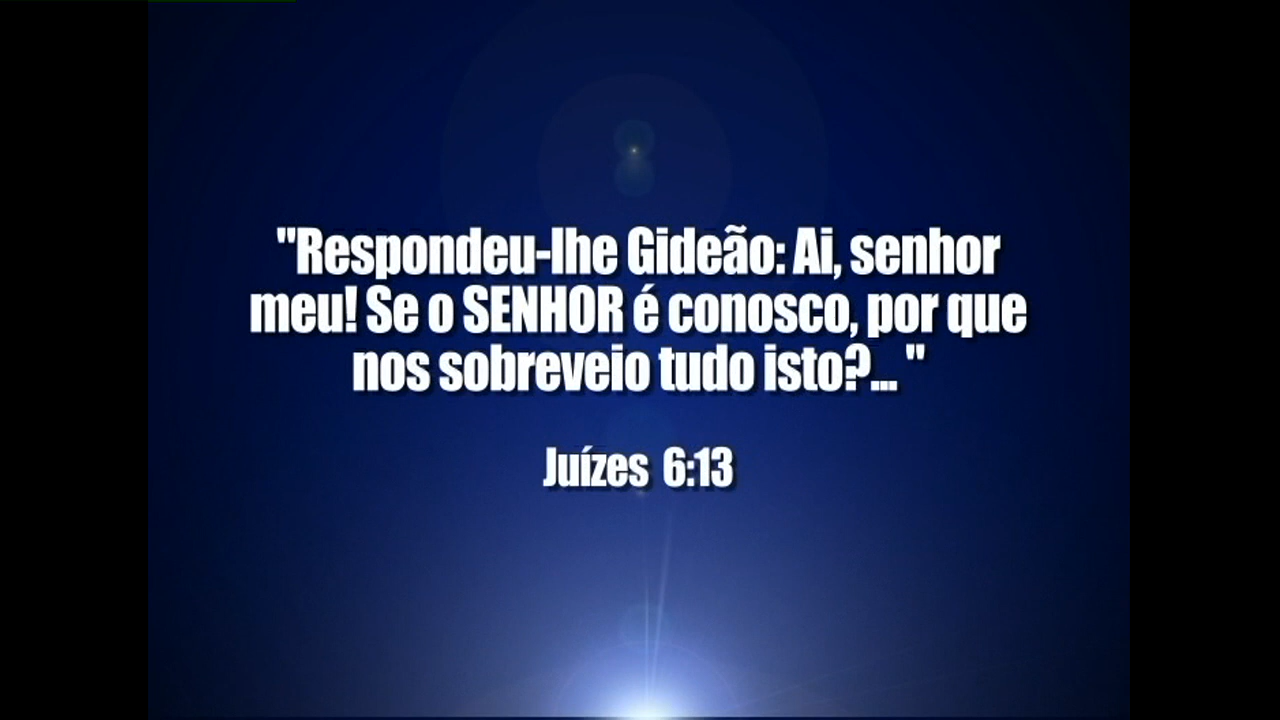 "Respondeu-lhe Gideão: Ai, senhor
meu! Se o SENHOR é conosco, por que
nos sobreveio tudo isto?... "
Juízes 6:13